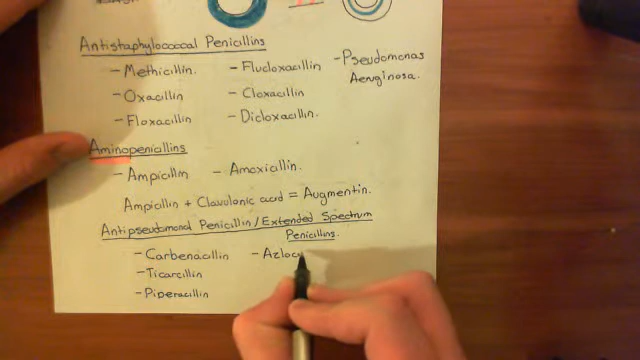 Antistaphylococcal Penicillins
- Methicillin.
- Flucloxacillin
- Pseudomonas
Aeruginosa.
- Oxacillin
- Cloxacillin
- Floxacillin
- Dicloxacillin.
Aminopenicillins
- Ampicillin
- Amoxicillin.
Ampicillin + Clavulonic acid = Augmentin.
Antipseudomonal Penicillin/Extended Spectrum
Penicillins.
- Carbenacillin
- Azloc
- Ticarcillin
- Piperacillin